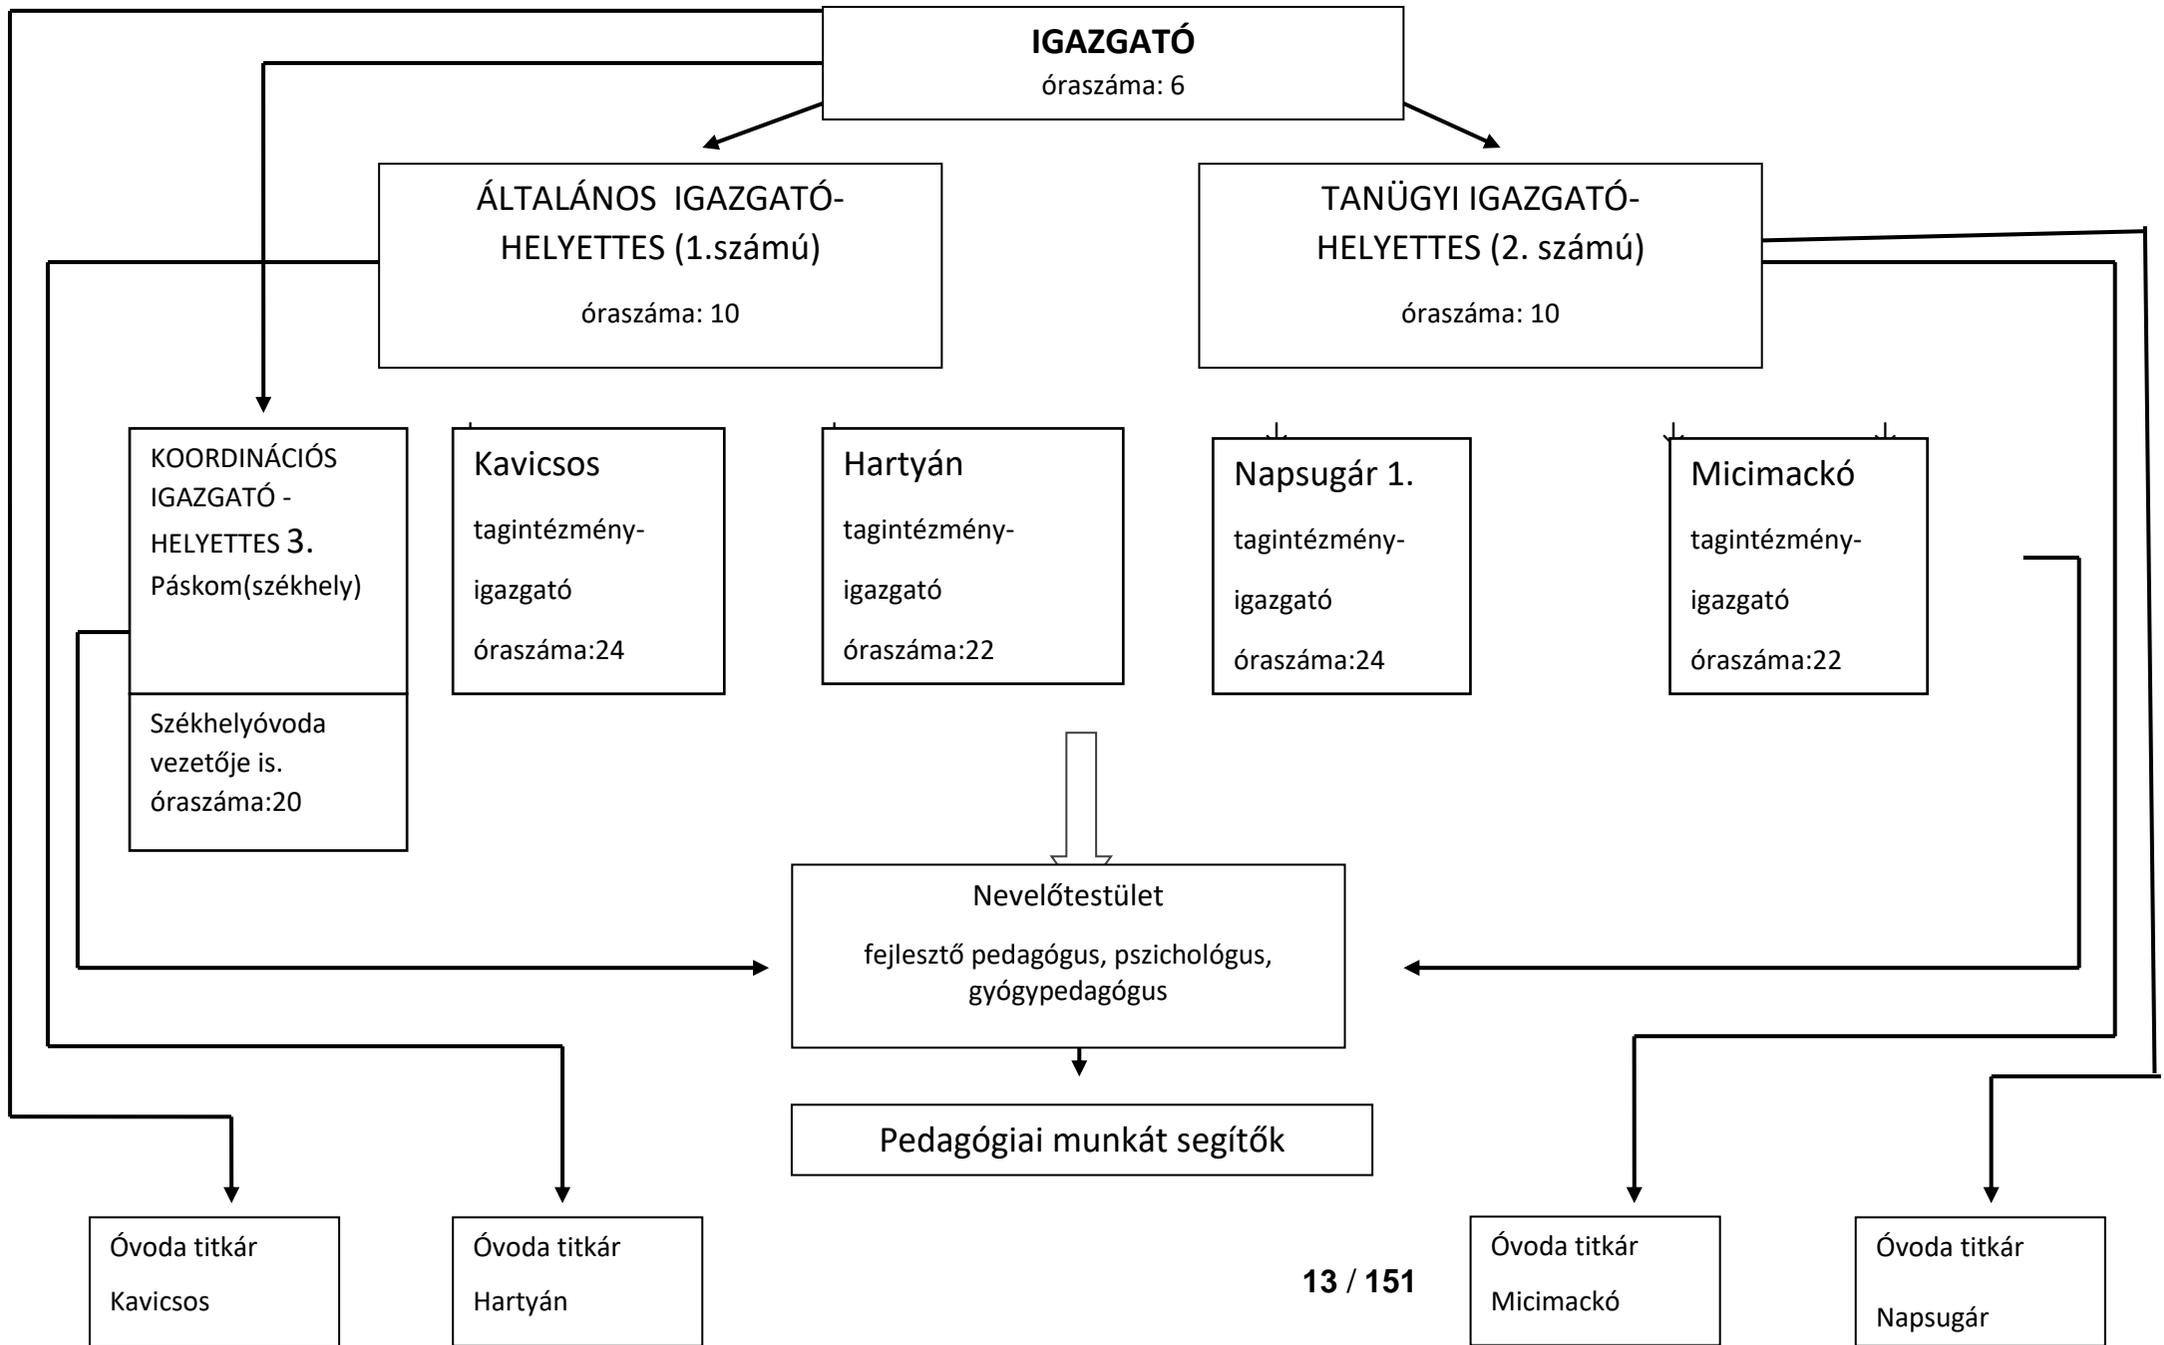 IGAZGATÓ
óraszáma: 6
ÁLTALÁNOS IGAZGATÓ-
HELYETTES (1.számú)
óraszáma: 10
TANÜGYI IGAZGATÓ-
HELYETTES (2. számú)
óraszáma: 10
KOORDINÁCIÓS
IGAZGATÓ -
HELYETTES 3.
Páskom(székhely)
Székhelyóvoda
vezetője is.
óraszáma:20
Kavicsos
tagintézmény-
igazgató
óraszáma:24
Hartyán
tagintézmény-
igazgató
óraszáma:22
Napsugár 1.
tagintézmény-
igazgató
óraszáma:24
Micimackó
tagintézmény-
igazgató
óraszáma:22
Nevelőtestület
fejlesztő pedagógus, pszichológus,
gyógypedagógus
Pedagógiai munkát segítők
Óvoda titkár
Kavicsos
Óvoda titkár
Hartyán
13 / 151
Óvoda titkár
Micimackó
Óvoda titkár
Napsugár